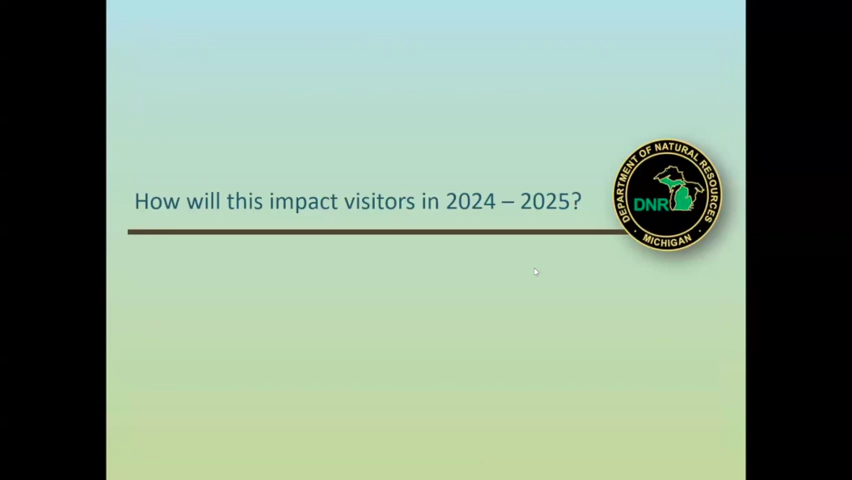 How will this impact visitors in 2024 – 2025?
DEPARTMENT OF NATURAL RESOURCES
DNR
MICHIGAN